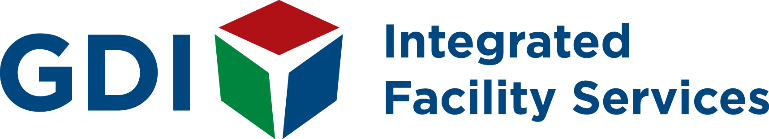 GDI
Integrated
Facility Services